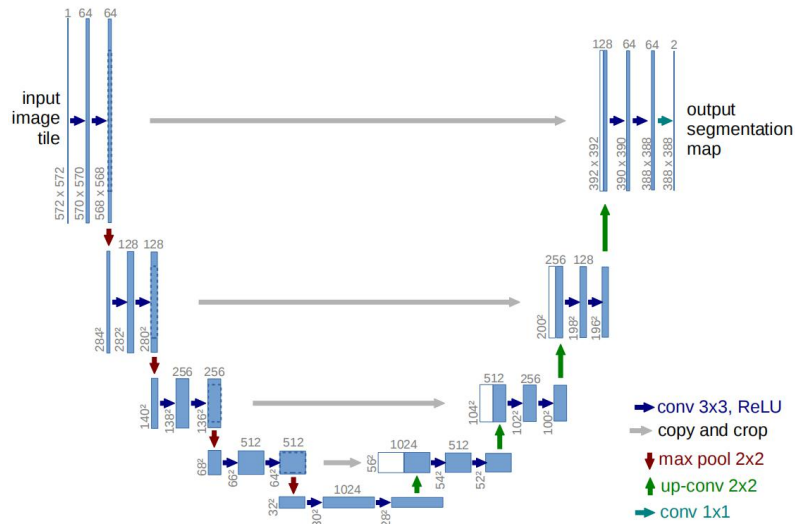 1 64 64
128 64 64 2
input
image
tile
output
segmentation
map
572 x 572
570 x 570
568 x 568
392 x 392
390 x 390
388 x 388
388 x 388
128 128
256 128
284²
282²
280²
200²
198²
196²
256 256
512 256
140²
138²
136²
104²
102²
100²
512 512
1024 512
68²
66²
64²
56²
54²
52²
1024
32²
30²
28²
conv 3x3, ReLU
copy and crop
max pool 2x2
up-conv 2x2
conv 1x1